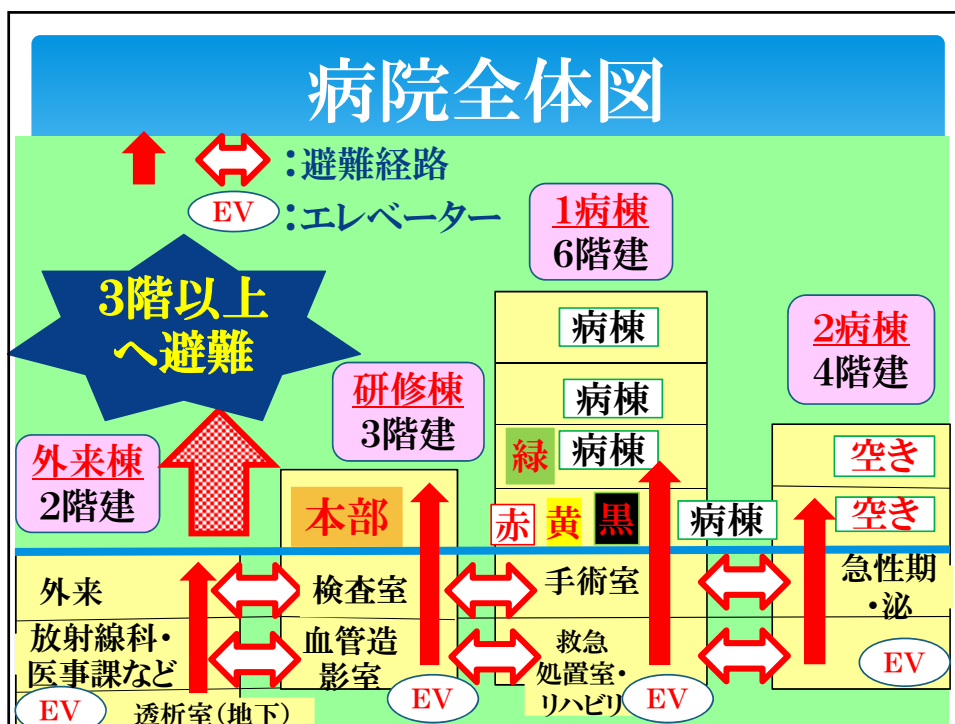 病院全体図
:避難経路
EV
:エレベーター
1病棟
6階建
3階以上
へ避難
2病棟
4階建
研修棟
3階建
外来棟
2階建
病棟
病棟
緑
病棟
空き
本部
赤
黄
黒
病棟
空き
外来
検査室
手術室
急性期
・泌
放射線科・
医事課など
血管造
影室
救急
処置室・
リハビリ
EV
EV
EV
EV
透析室(地下)